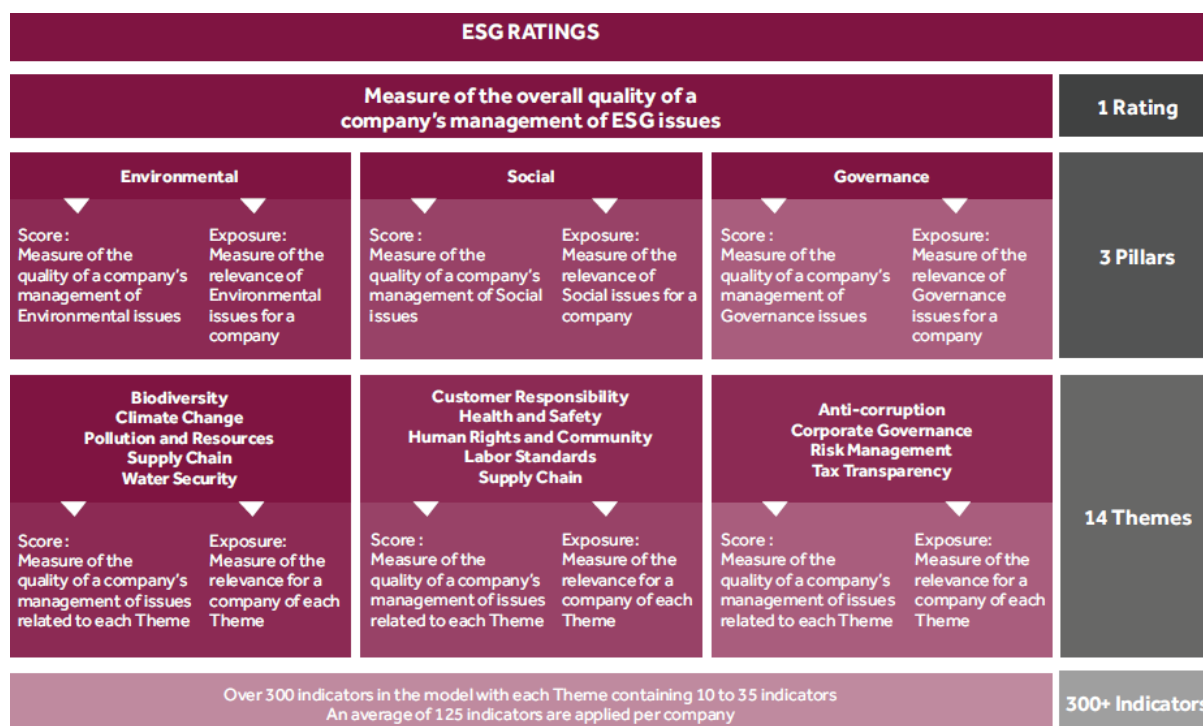 ESG RATINGS
Measure of the overall quality of a
company's management of ESG issues
1 Rating
Environmental
Score :
Measure of the
quality of a company's
management of
Environmental issues
Exposure:
Measure of the
relevance of
Environmental
issues for a
company
Social
Score :
Measure of the
quality of a company's
management of Social
issues
Exposure:
Measure of the
relevance of
Social issues for a
company
Governance
Score :
Measure of the
quality of a company's
management of
Governance issues
Exposure:
Measure of the
relevance of
Governance
issues for a
company
3 Pillars
Biodiversity
Climate Change
Pollution and Resources
Supply Chain
Water Security
Score :
Measure of the
quality of a company's
management of issues
related to each Theme
Exposure:
Measure of the
relevance for a
company of each
Theme
Customer Responsibility
Health and Safety
Human Rights and Community
Labor Standards
Supply Chain
Score :
Measure of the
quality of a company's
management of issues
related to each Theme
Exposure:
Measure of the
relevance for a
company of each
Theme
Anti-corruption
Corporate Governance
Risk Management
Tax Transparency
Score :
Measure of the
quality of a company's
management of issues
related to each Theme
Exposure:
Measure of the
relevance for a
company of each
Theme
14 Themes
Over 300 indicators in the model with each Theme containing 10 to 35 indicators
An average of 125 indicators are applied per company
300+ Indicators